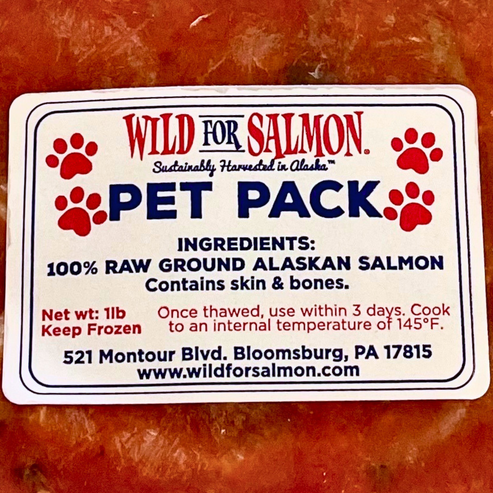 WILD FOR SALMON.
Sustainably Harvested in Alaska™
PET PACK
INGREDIENTS:
100% RAW GROUND ALASKAN SALMON
Contains skin & bones.
Net wt: 1lb
Keep Frozen
Once thawed, use within 3 days. Cook
to an internal temperature of 145°F.
521 Montour Blvd. Bloomsburg, PA 17815
www.wildforsalmon.com